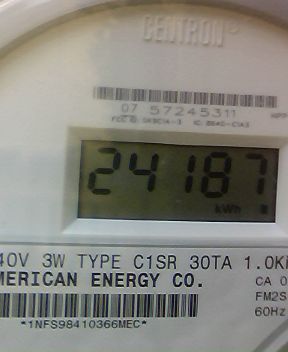 CENTRON®
07 57245311
24187
kWh
40V 3W TYPE C1SR 30TA 1.0K
MERICAN ENERGY CO.
CA 0
FM2S
60Hz
*1NFS98410366MEC*